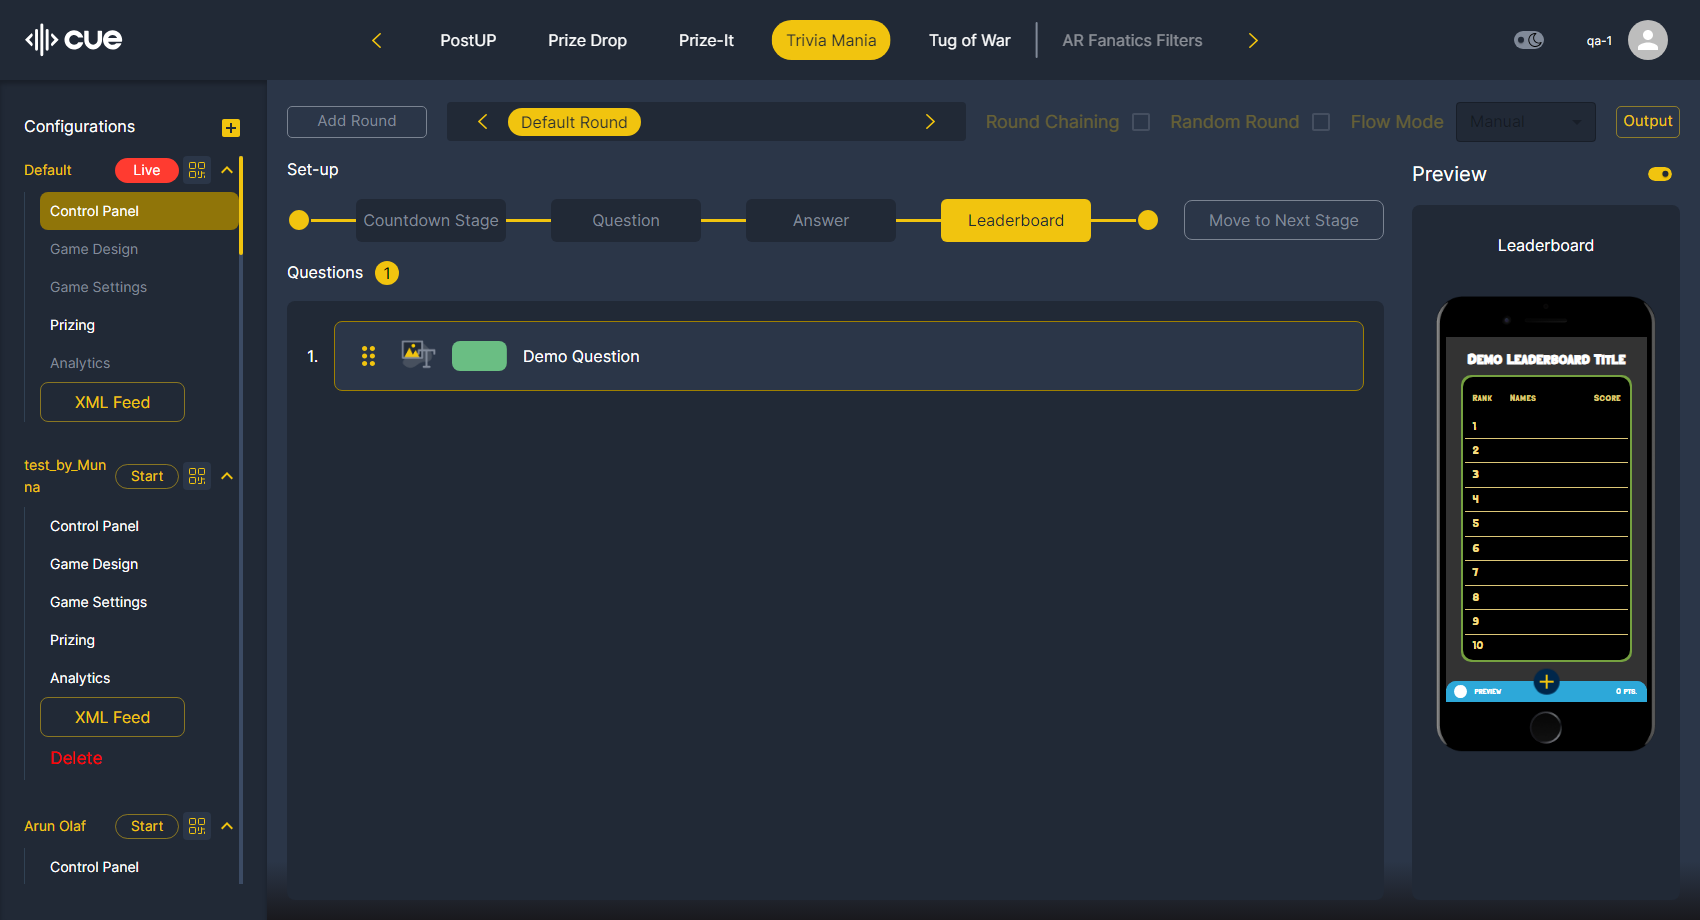 cue
PostUP
Prize Drop
Prize-It
Trivia Mania
Tug of War
AR Fanatics Filters
qa-1
Configurations
Default
Live
Control Panel
Game Design
Game Settings
Prizing
Analytics
XML Feed
test_by_Mun
na
Start
Control Panel
Game Design
Game Settings
Prizing
Analytics
XML Feed
Delete
Arun Olaf
Start
Control Panel
Add Round
Default Round
Round Chaining
Random Round
Flow Mode
Manual
Output
Set-up
Countdown Stage
Question
Answer
Leaderboard
Move to Next Stage
Questions 1
1.
Demo Question
Preview
Leaderboard
Demo Leaderboard Title
Rank Names Score
1
2
3
4
5
6
7
8
9
10
PREVIEW
0 PTS.